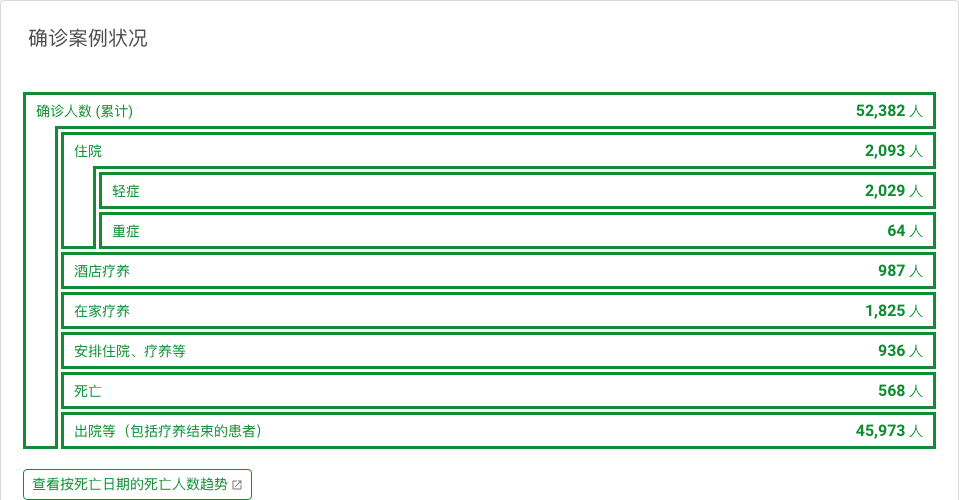 确诊案例状况
确诊人数 (累计) 52,382 人
住院 2,093 人
轻症 2,029 人
重症 64 人
酒店疗养 987 人
在家疗养 1,825 人
安排住院、疗养等 936 人
死亡 568 人
出院等（包括疗养结束的患者） 45,973 人
查看按死亡日期的死亡人数趋势